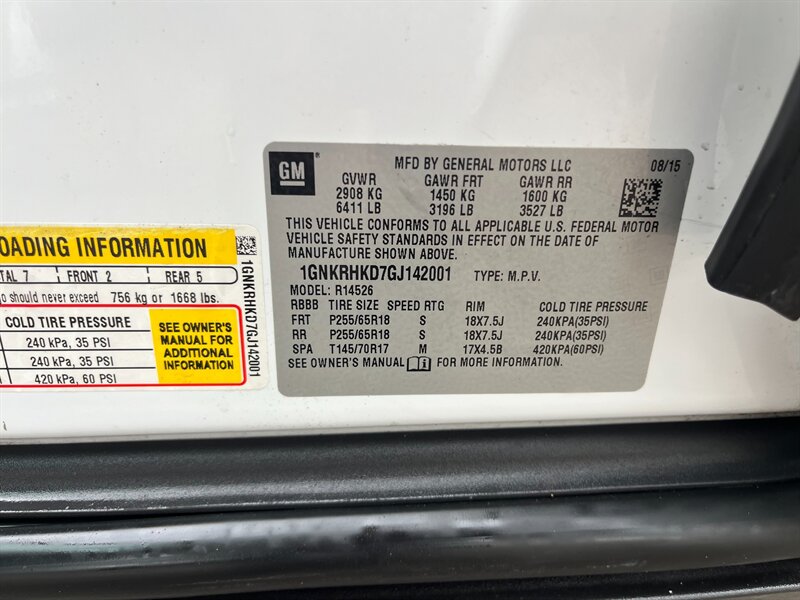 GM
MFD BY GENERAL MOTORS LLC 08/15
GVWR GAWR FRT GAWR RR
2908 KG 1450 KG 1600 KG
6411 LB 3196 LB 3527 LB
THIS VEHICLE CONFORMS TO ALL APPLICABLE U.S. FEDERAL MOTOR
VEHICLE SAFETY STANDARDS IN EFFECT ON THE DATE OF
MANUFACTURE SHOWN ABOVE.
1GNKRHKD7GJ142001 TYPE: M.P.V.
MODEL: R14526
RBBB TIRE SIZE SPEED RTG RIM COLD TIRE PRESSURE
FRT P255/65R18 S 18X7.5J 240KPA(35PSI)
RR P255/65R18 S 18X7.5J 240KPA(35PSI)
SPA T145/70R17 M 17X4.5B 420KPA(60PSI)
SEE OWNER'S MANUAL FOR MORE INFORMATION.
OADING INFORMATION
TAL 7 FRONT 2 REAR 5
go should never exceed 756 kg or 1668 lbs.
COLD TIRE PRESSURE
240 kPa, 35 PSI
240 kPa, 35 PSI
420 kPa, 60 PSI
SEE OWNER'S
MANUAL FOR
ADDITIONAL
INFORMATION
1GNKRHKD7GJ142001